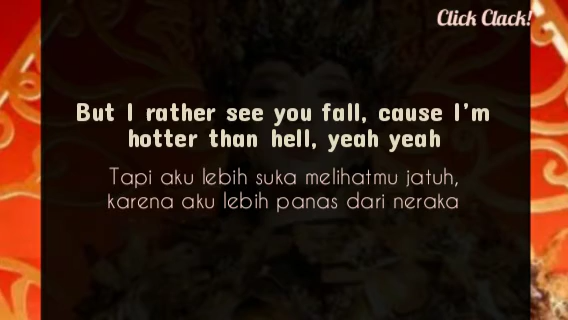 Click Clack!
But I rather see you fall, cause I'm
hotter than hell, yeah yeah
Tapi aku lebih suka melihatmu jatuh,
karena aku lebih panas dari neraka